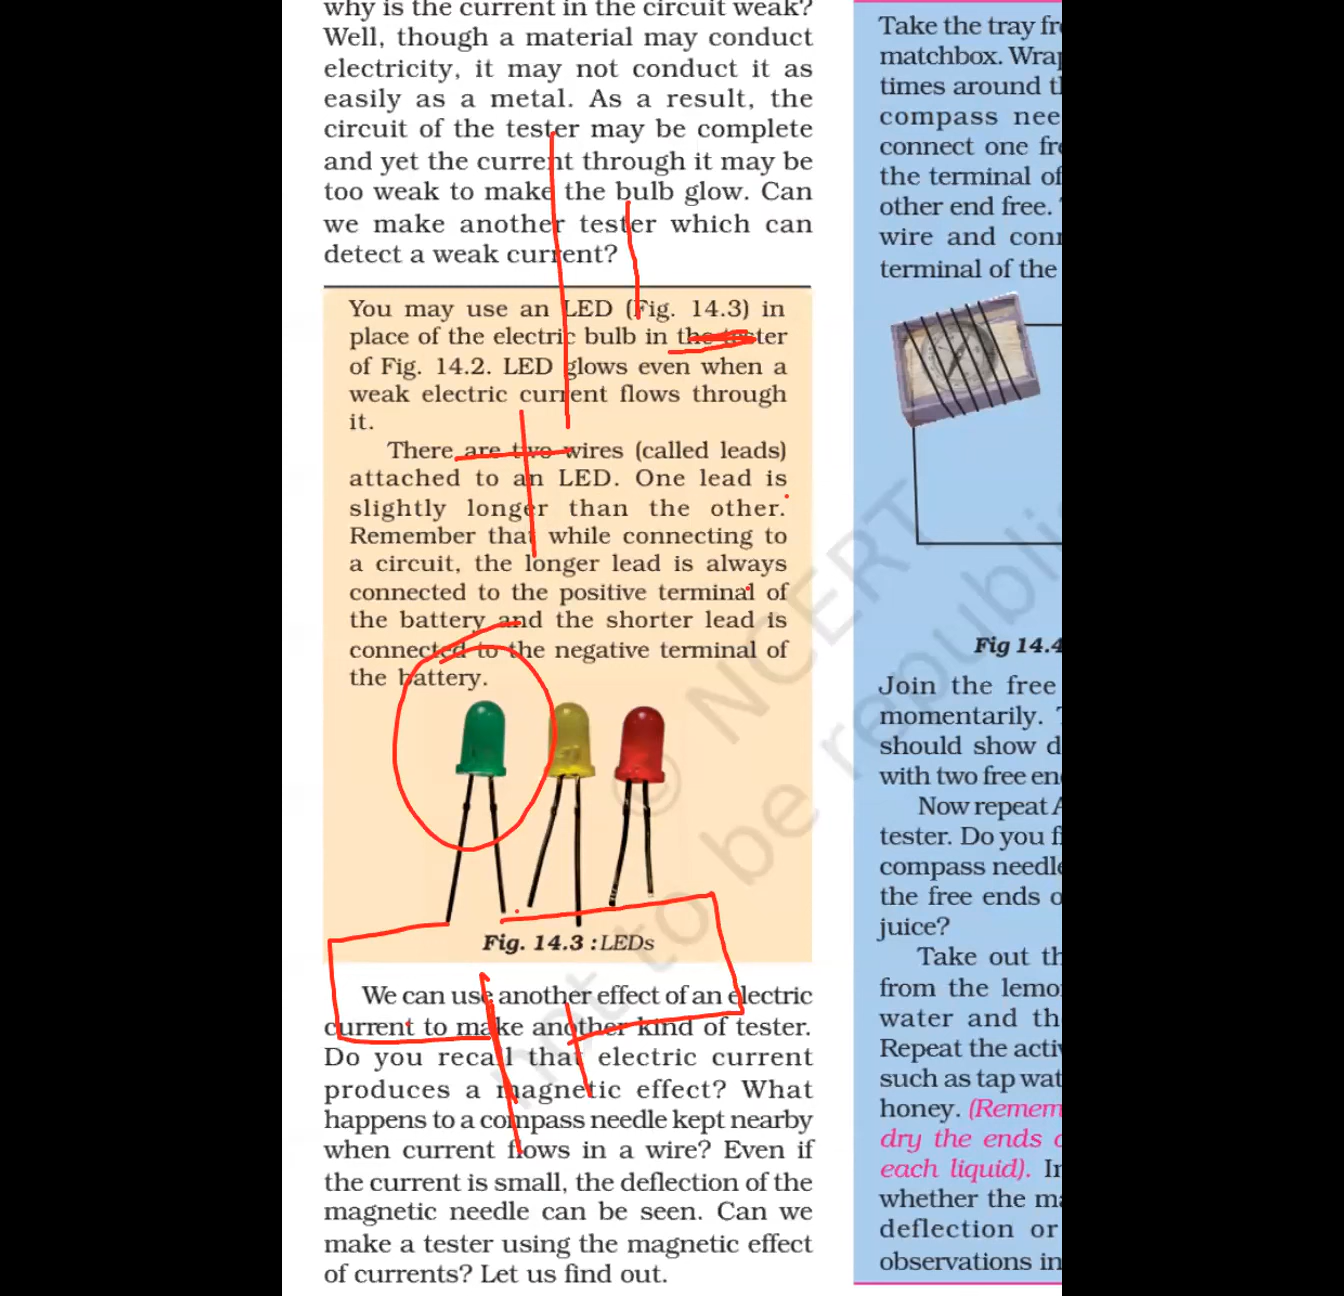 why is the current in the circuit weak?
Well, though a material may conduct
electricity, it may not conduct it as
easily as a metal. As a result, the
circuit of the tester may be complete
and yet the current through it may be
too weak to make the bulb glow. Can
we make another tester which can
detect a weak current?
You may use an LED (Fig. 14.3) in
place of the electric bulb in the tester
of Fig. 14.2. LED glows even when a
weak electric current flows through
it.
There are two wires (called leads)
attached to an LED. One lead is
slightly longer than the other.
Remember that while connecting to
a circuit, the longer lead is always
connected to the positive terminal of
the battery and the shorter lead is
connected to the negative terminal of
the battery.
Fig. 14.3 : LEDs
We can use another effect of an electric
current to make another kind of tester.
Do you recall that electric current
produces a magnetic effect? What
happens to a compass needle kept nearby
when current flows in a wire? Even if
the current is small, the deflection of the
magnetic needle can be seen. Can we
make a tester using the magnetic effect
of currents? Let us find out.
Take the tray fr
matchbox. Wrap
times around t
compass nee
connect one fre
the terminal of
other end free.
wire and conn
terminal of the
Fig 14.4
Join the free
momentarily.
should show d
with two free en
Now repeat A
tester. Do you f
compass needle
the free ends o
juice?
Take out th
from the lemo
water and th
Repeat the activ
such as tap wat
honey. (Remem
dry the ends o
each liquid). In
whether the ma
deflection or
observations in
© NCERT
not to be republis